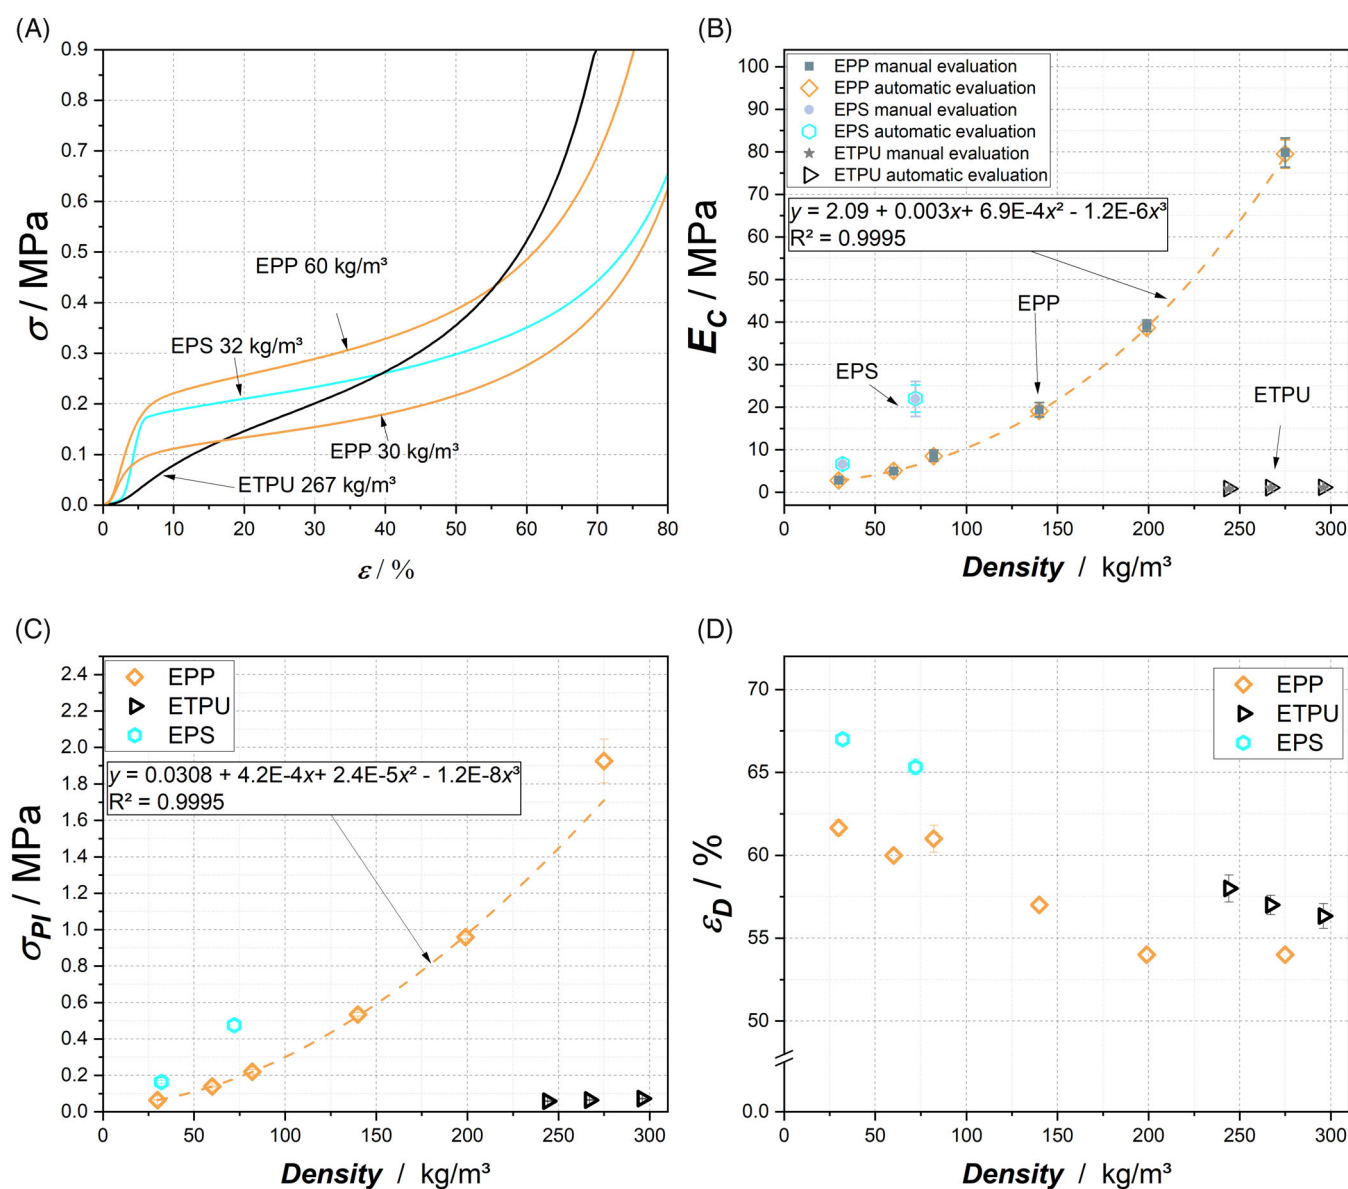 (A)
0.9
0.8
0.7
0.6
0.5
0.4
0.3
0.2
0.1
0.0
σ / MPa
EPP 60 kg/m³
EPS 32 kg/m³
EPP 30 kg/m³
ETPU 267 kg/m³
0 10 20 30 40 50 60 70 80
ε / %
(B)
100
90
80
70
60
50
40
30
20
10
0
E_C / MPa
EPP manual evaluation
EPP automatic evaluation
EPS manual evaluation
EPS automatic evaluation
ETPU manual evaluation
ETPU automatic evaluation
y = 2.09 + 0.003x+ 6.9E-4x² - 1.2E-6x³
R² = 0.9995
EPP
EPS
ETPU
0 50 100 150 200 250 300
Density / kg/m³
(C)
2.4
2.2
2.0
1.8
1.6
1.4
1.2
1.0
0.8
0.6
0.4
0.2
0.0
σ_Pl / MPa
EPP
ETPU
EPS
y = 0.0308 + 4.2E-4x+ 2.4E-5x² - 1.2E-8x³
R² = 0.9995
0 50 100 150 200 250 300
Density / kg/m³
(D)
70
65
60
55
50
0.0
ε_D / %
EPP
ETPU
EPS
0 50 100 150 200 250 300
Density / kg/m³